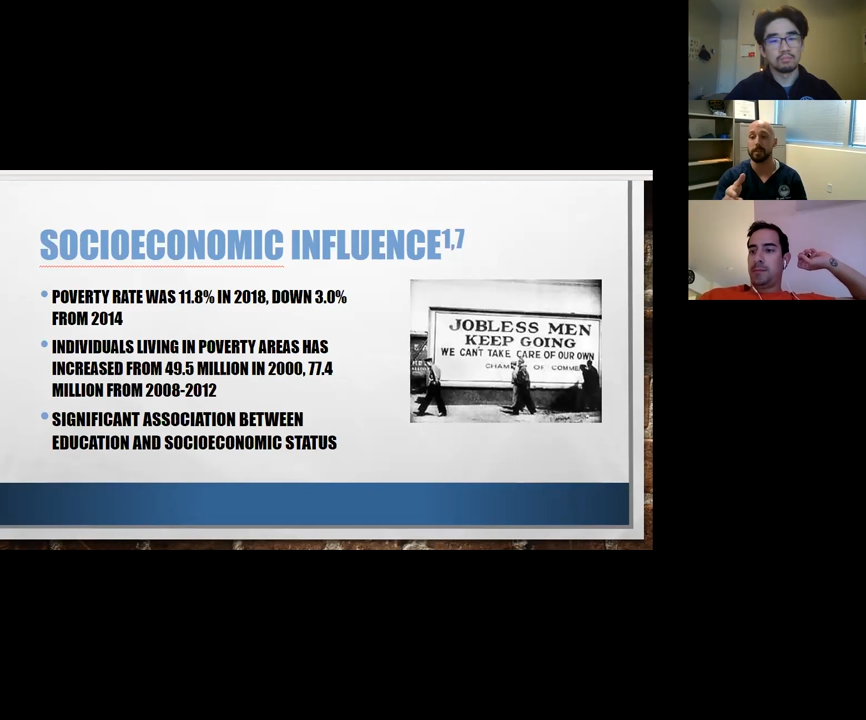 SOCIOECONOMIC INFLUENCE1,7
• POVERTY RATE WAS 11.8% IN 2018, DOWN 3.0%
FROM 2014
• INDIVIDUALS LIVING IN POVERTY AREAS HAS
INCREASED FROM 49.5 MILLION IN 2000, 77.4
MILLION FROM 2008-2012
• SIGNIFICANT ASSOCIATION BETWEEN
EDUCATION AND SOCIOECONOMIC STATUS
JOBLESS MEN
KEEP GOING
WE CAN'T TAKE CARE OF OUR OWN
OF